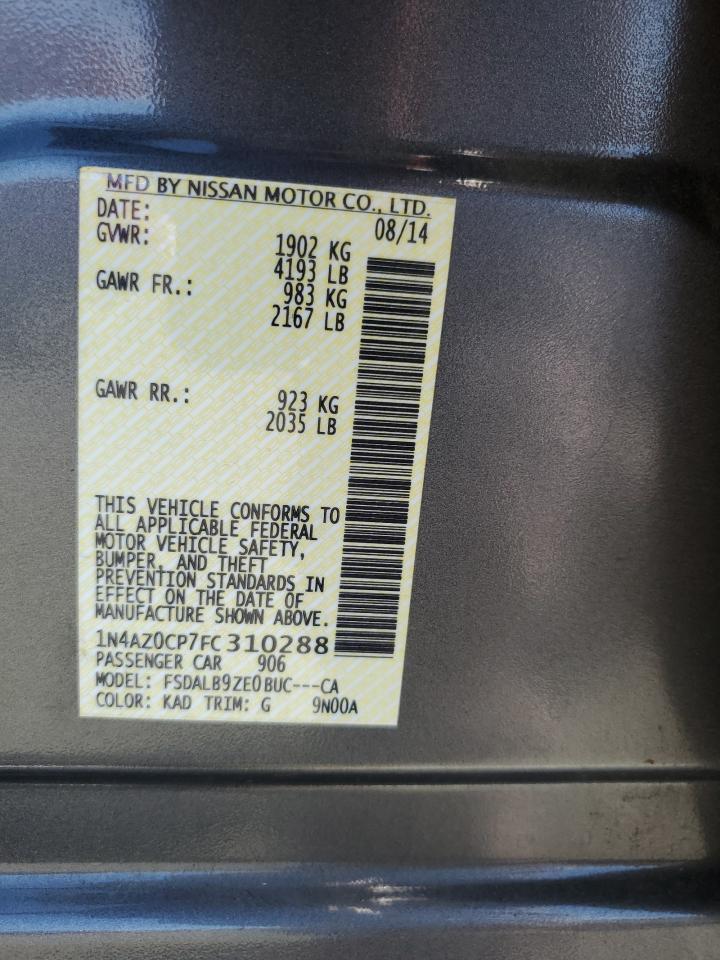 MFD BY NISSAN MOTOR CO., LTD.
DATE: 08/14
GVWR: 1902 KG
4193 LB
GAWR FR.: 983 KG
2167 LB
GAWR RR.: 923 KG
2035 LB
THIS VEHICLE CONFORMS TO
ALL APPLICABLE FEDERAL
MOTOR VEHICLE SAFETY,
BUMPER, AND THEFT
PREVENTION STANDARDS IN
EFFECT ON THE DATE OF
MANUFACTURE SHOWN ABOVE.
1N4AZ0CP7FC310288
PASSENGER CAR 906
MODEL: FSDALB9ZE0BUC---CA
COLOR: KAD TRIM: G 9N00A